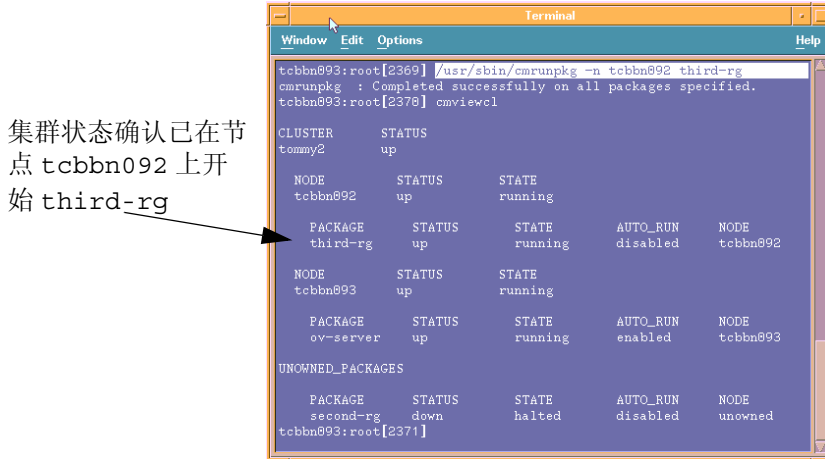 Terminal
Window Edit Options Help
tcbbn093:root[2369] /usr/sbin/cmrunpkg -n tcbbn092 third-rg
cmrunpkg : Completed successfully on all packages specified.
tcbbn093:root[2370] cmviewcl
CLUSTER STATUS
tommy2 up
NODE STATUS STATE
tcbbn092 up running
PACKAGE STATUS STATE AUTO_RUN NODE
third-rg up running disabled tcbbn092
NODE STATUS STATE
tcbbn093 up running
PACKAGE STATUS STATE AUTO_RUN NODE
ov-server up running enabled tcbbn093
UNOWNED_PACKAGES
PACKAGE STATUS STATE AUTO_RUN NODE
second-rg down halted disabled unowned
tcbbn093:root[2371]
集群状态确认已在节
点 tcbbn092 上开
始 third-rg